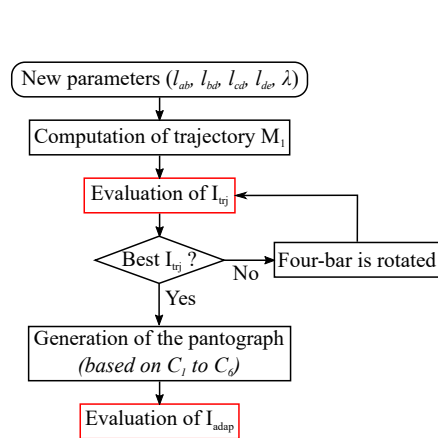 New parameters (l_ab, l_bd, l_cd, l_de, λ)
Computation of trajectory M_1
Evaluation of I_trj
Best I_trj ?
No
Four-bar is rotated
Yes
Generation of the pantograph
(based on C_1 to C_6)
Evaluation of I_adap